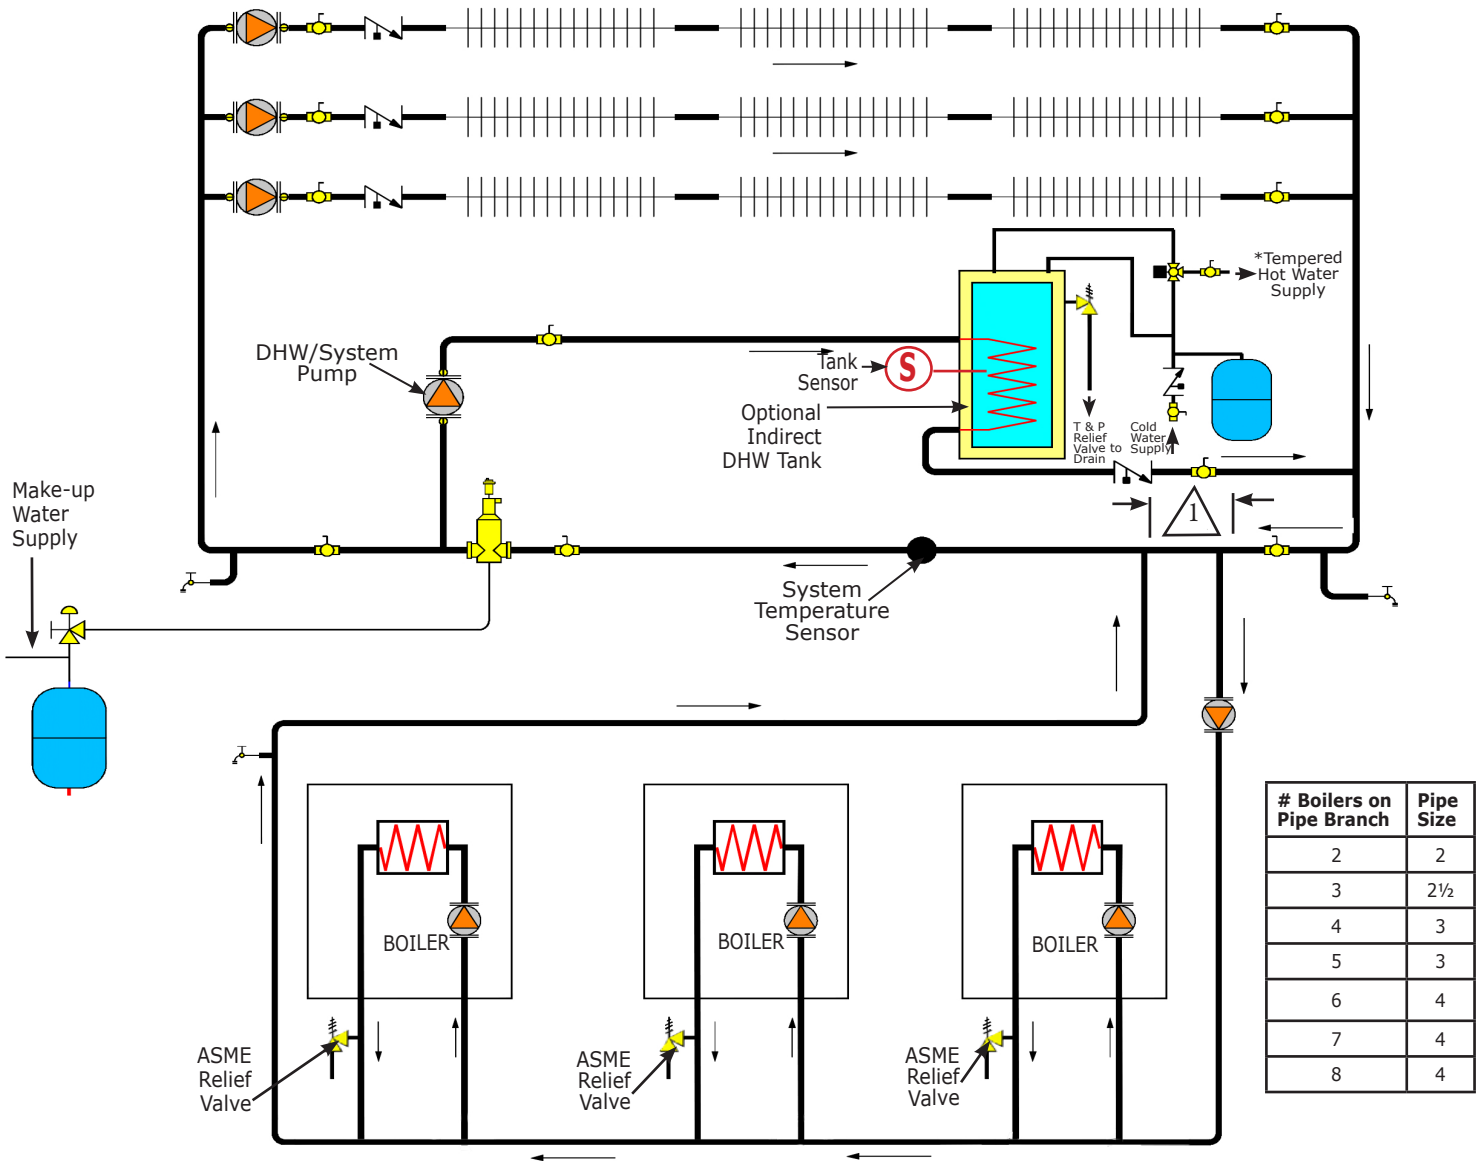 *Tempered
Hot Water
Supply
DHW/System
Pump
Tank
Sensor
S
Optional
Indirect
DHW Tank
T & P
Relief
Valve to
Drain
Cold
Water
Supply
1
Make-up
Water
Supply
System
Temperature
Sensor
BOILER
BOILER
BOILER
ASME
Relief
Valve
ASME
Relief
Valve
ASME
Relief
Valve
# Boilers on Pipe
Pipe Branch Size
2 2
3 2½
4 3
5 3
6 4
7 4
8 4